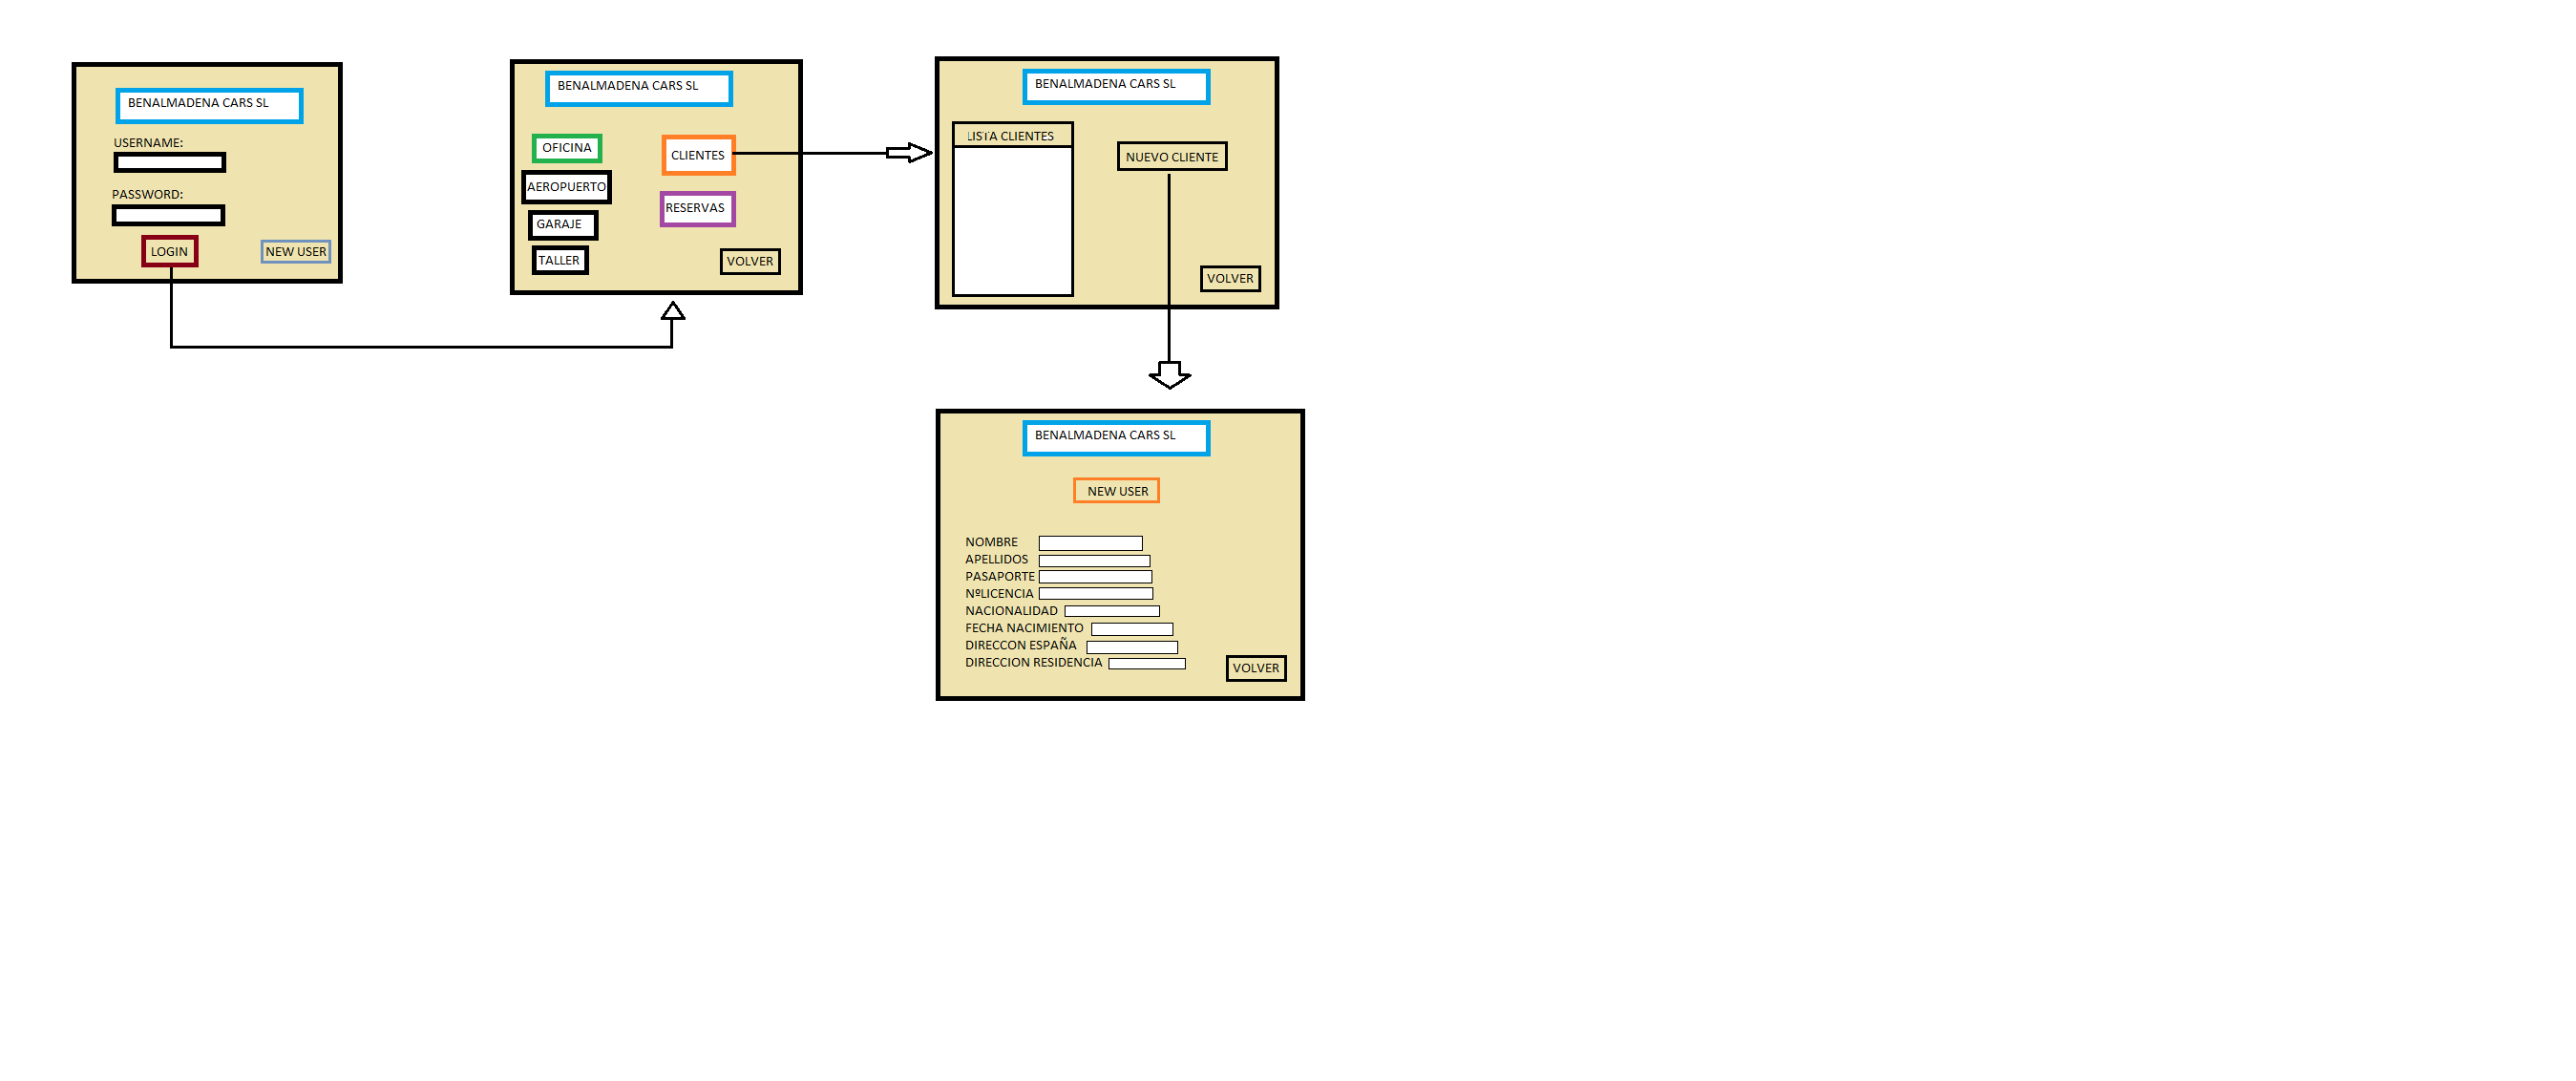 BENALMADENA CARS SL
USERNAME:
PASSWORD:
LOGIN
NEW USER
BENALMADENA CARS SL
OFICINA
AEROPUERTO
GARAJE
TALLER
CLIENTES
RESERVAS
VOLVER
BENALMADENA CARS SL
LISTA CLIENTES
NUEVO CLIENTE
VOLVER
BENALMADENA CARS SL
NEW USER
NOMBRE
APELLIDOS
PASAPORTE
NºLICENCIA
NACIONALIDAD
FECHA NACIMIENTO
DIRECCON ESPAÑA
DIRECCION RESIDENCIA
VOLVER